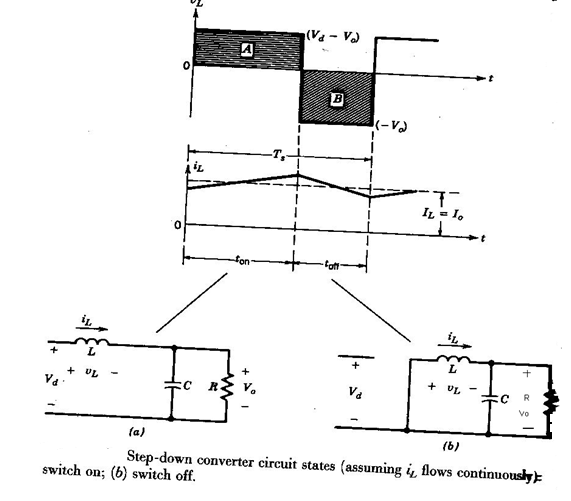 v_L
(V_d − V_o)
A
0
t
B
(−V_o)
T_s
i_L
I_L = I_o
0
t
t_on
t_off
i_L
+ L
V_d + v_L −
C R + V_o
− −
(a)
i_L
+ L +
V_d + v_L − C R
Vo
− −
(b)
Step-down converter circuit states (assuming i_L flows continuously):
switch on; (b) switch off.